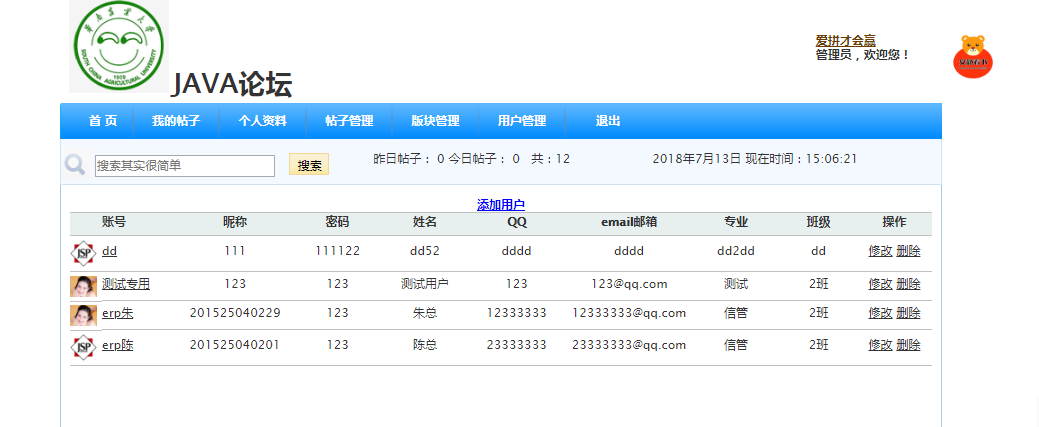 SOUTH CHINA AGRICULTURAL UNIVERSITY
1909
JAVA论坛
爱拼才会赢
管理员，欢迎您！
首 页 我的帖子 个人资料 帖子管理 版块管理 用户管理 退出
搜索其实很简单 搜索 昨日帖子： 0 今日帖子： 0 共：12 2018年7月13日 现在时间：15:06:21
添加用户
账号 昵称 密码 姓名 QQ email邮箱 专业 班级 操作
JSP dd 111 111122 dd52 dddd dddd dd2dd dd 修改 删除
测试专用 123 123 测试用户 123 123@qq.com 测试 2班 修改 删除
erp朱 201525040229 123 朱总 12333333 12333333@qq.com 信管 2班 修改 删除
JSP erp陈 201525040201 123 陈总 23333333 23333333@qq.com 信管 2班 修改 删除